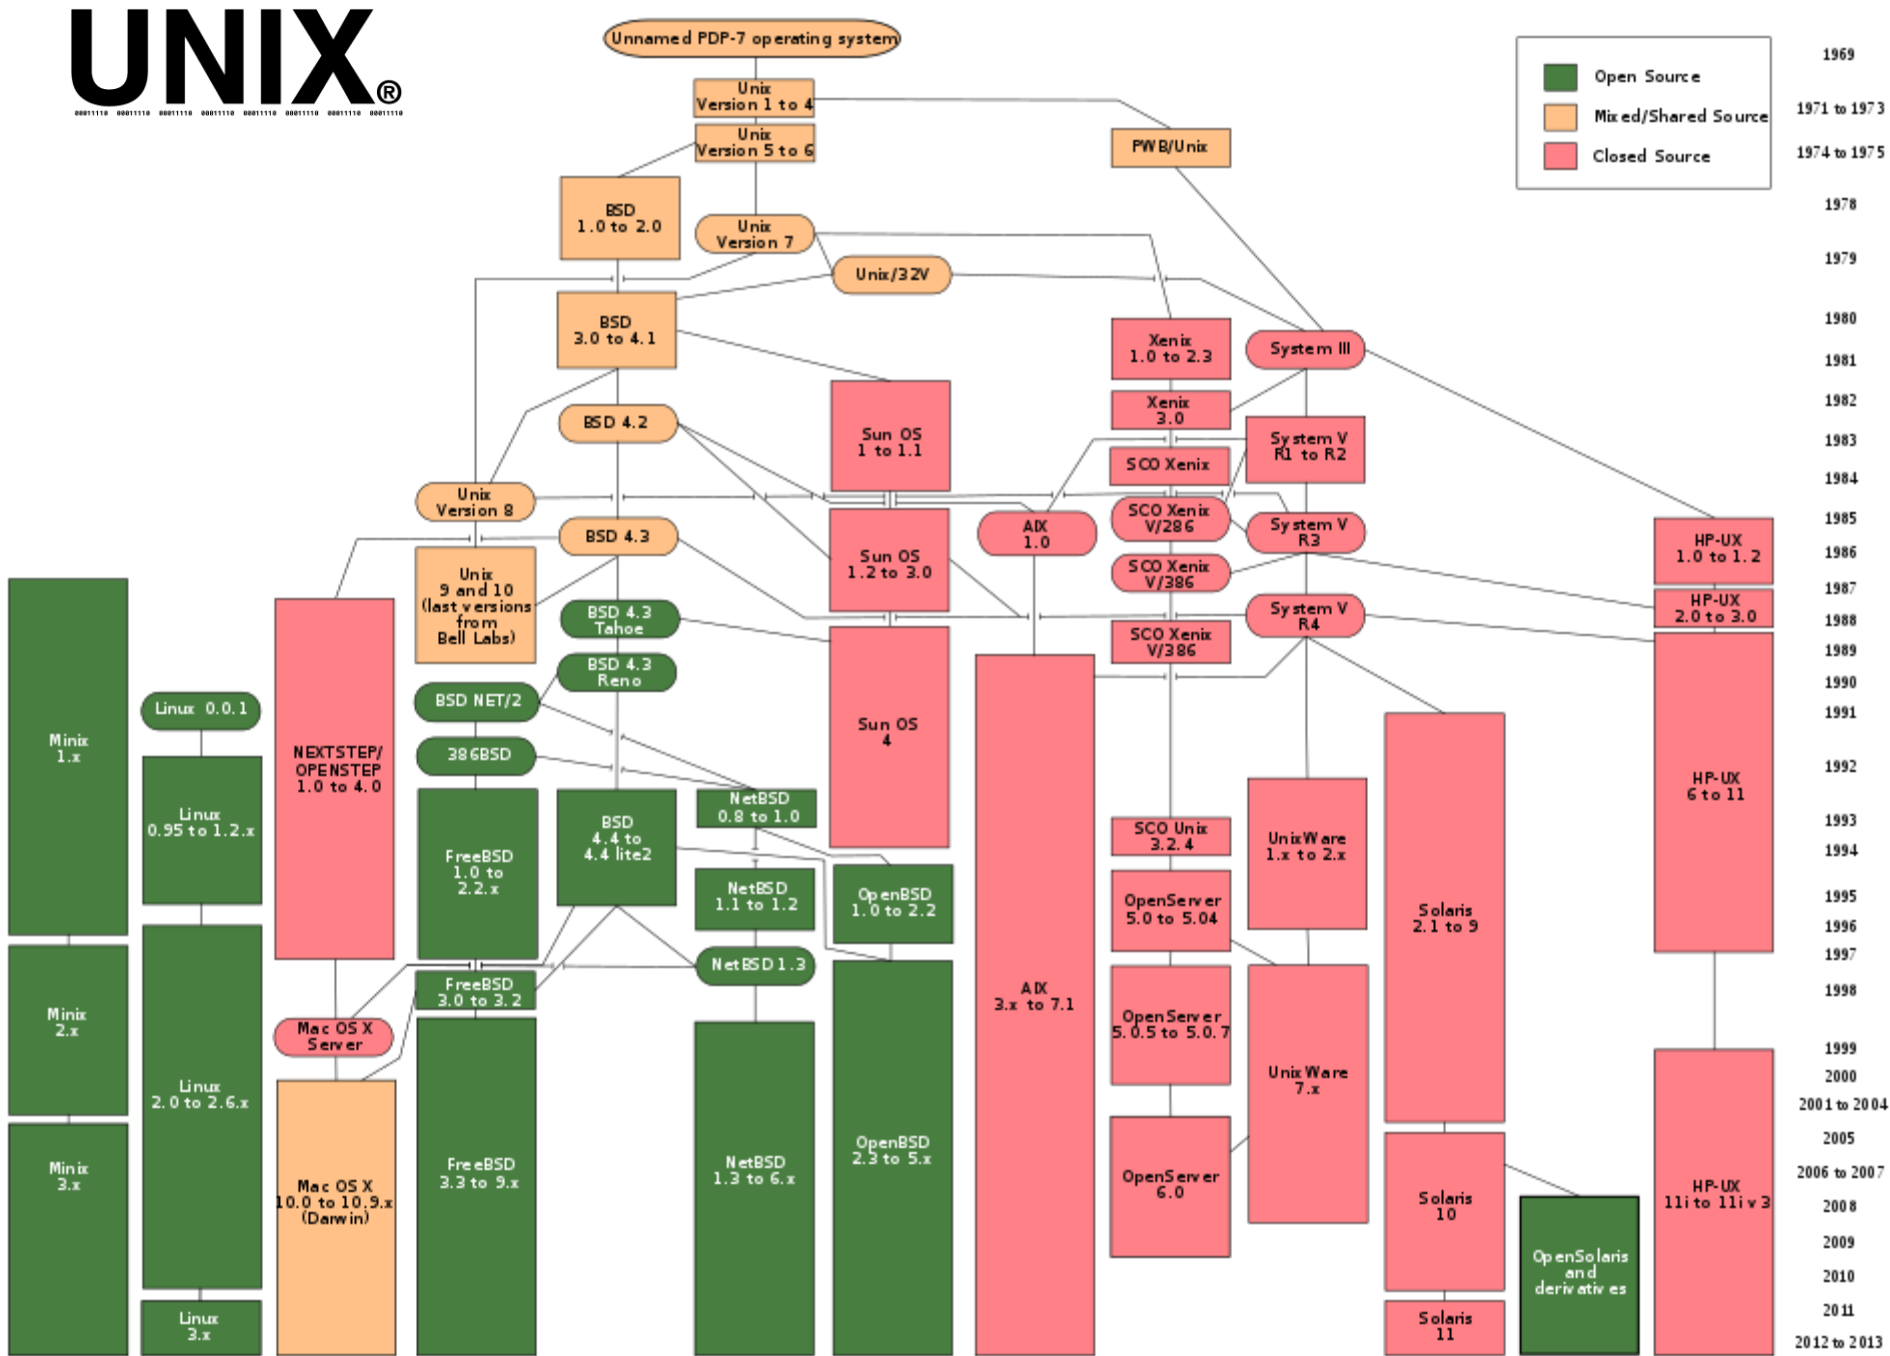 UNIX®
00011110 00011110 00011110 00011110 00011110 00011110 00011110 00011110
Unnamed PDP-7 operating system
Unix
Version 1 to 4
Unix
Version 5 to 6
PWB/Unix
BSD
1.0 to 2.0
Unix
Version 7
Unix/32V
BSD
3.0 to 4.1
Xenix
1.0 to 2.3
System III
Xenix
3.0
BSD 4.2
Sun OS
1 to 1.1
System V
R1 to R2
SCO Xenix
Unix
Version 8
SCO Xenix
V/286
AIX
1.0
System V
R3
BSD 4.3
Sun OS
1.2 to 3.0
HP-UX
1.0 to 1.2
SCO Xenix
V/386
Unix
9 and 10
(last versions
from
Bell Labs)
HP-UX
2.0 to 3.0
BSD 4.3
Tahoe
System V
R4
SCO Xenix
V/386
BSD 4.3
Reno
BSD NET/2
Linux 0.0.1
Sun OS
4
Minix
1.x
386BSD
NEXTSTEP/
OPENSTEP
1.0 to 4.0
HP-UX
6 to 11
Linux
0.95 to 1.2.x
NetBSD
0.8 to 1.0
BSD
4.4 to
4.4 lite2
SCO Unix
3.2.4
UnixWare
1.x to 2.x
FreeBSD
1.0 to
2.2.x
NetBSD
1.1 to 1.2
OpenBSD
1.0 to 2.2
OpenServer
5.0 to 5.04
Solaris
2.1 to 9
NetBSD 1.3
FreeBSD
3.0 to 3.2
AIX
3.x to 7.1
Minix
2.x
Mac OS X
Server
OpenServer
5.0.5 to 5.0.7
UnixWare
7.x
Linux
2.0 to 2.6.x
OpenBSD
2.3 to 5.x
Minix
3.x
FreeBSD
3.3 to 9.x
NetBSD
1.3 to 6.x
OpenServer
6.0
Mac OS X
10.0 to 10.9.x
(Darwin)
Solaris
10
HP-UX
11i to 11i v 3
OpenSolaris
and
derivatives
Linux
3.x
Solaris
11
Open Source
Mixed/Shared Source
Closed Source
1969
1971 to 1973
1974 to 1975
1978
1979
1980
1981
1982
1983
1984
1985
1986
1987
1988
1989
1990
1991
1992
1993
1994
1995
1996
1997
1998
1999
2000
2001 to 2004
2005
2006 to 2007
2008
2009
2010
2011
2012 to 2013